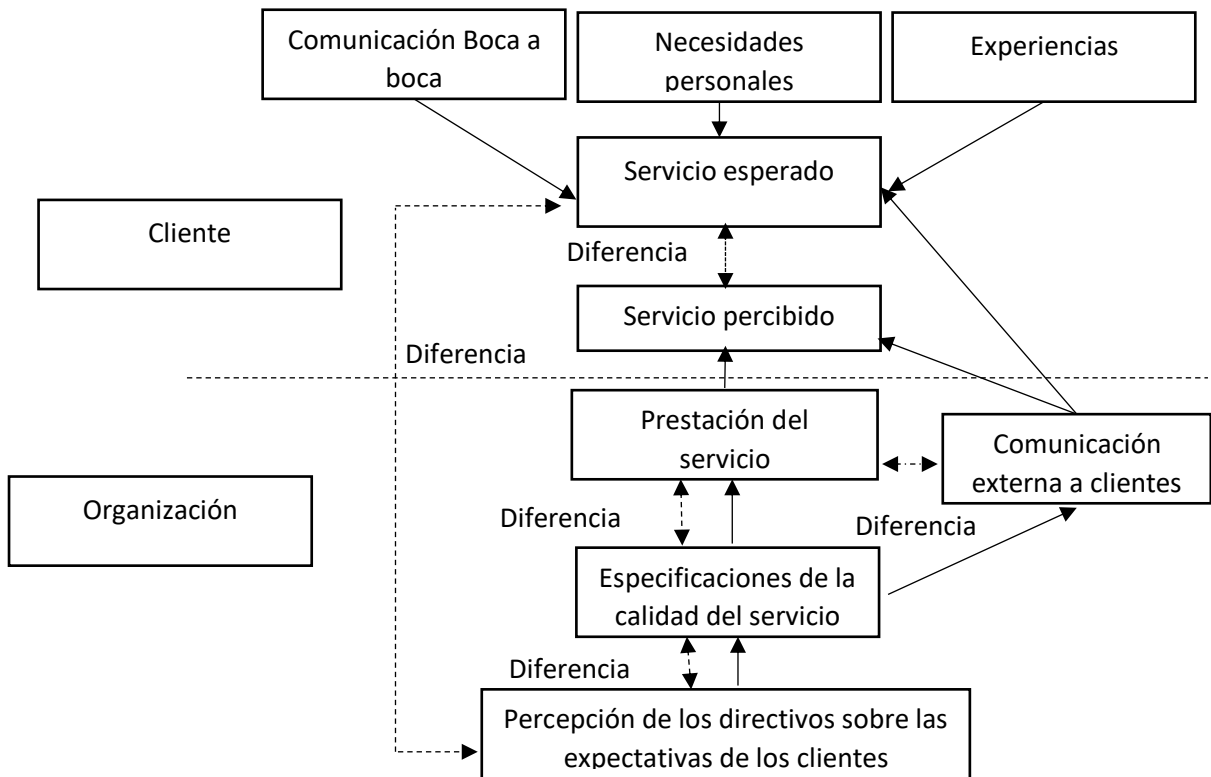 Comunicación Boca a
boca
Necesidades
personales
Experiencias
Servicio esperado
Cliente
Diferencia
Servicio percibido
Diferencia
Prestación del
servicio
Comunicación
externa a clientes
Organización
Diferencia
Diferencia
Especificaciones de la
calidad del servicio
Diferencia
Percepción de los directivos sobre las
expectativas de los clientes